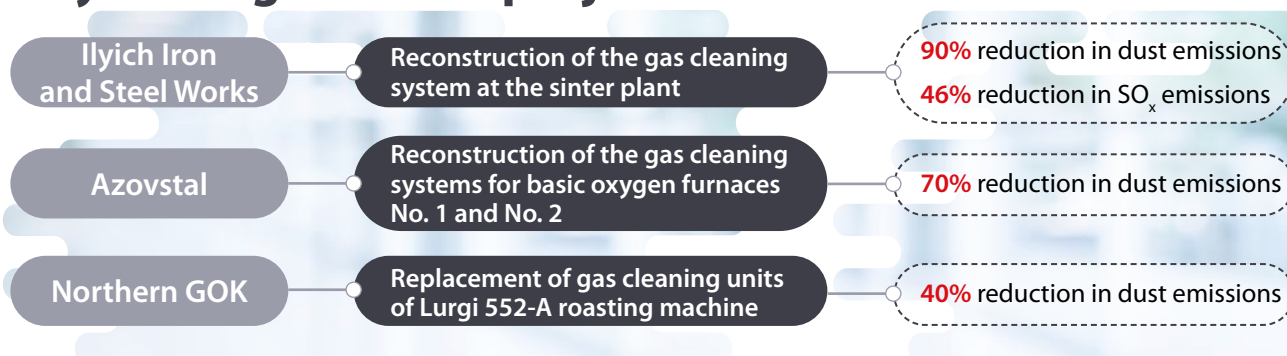 Ilyich Iron
and Steel Works
Reconstruction of the gas cleaning
system at the sinter plant
90% reduction in dust emissions
46% reduction in SOx emissions
Azovstal
Reconstruction of the gas cleaning
systems for basic oxygen furnaces
No. 1 and No. 2
70% reduction in dust emissions
Northern GOK
Replacement of gas cleaning units
of Lurgi 552-A roasting machine
40% reduction in dust emissions